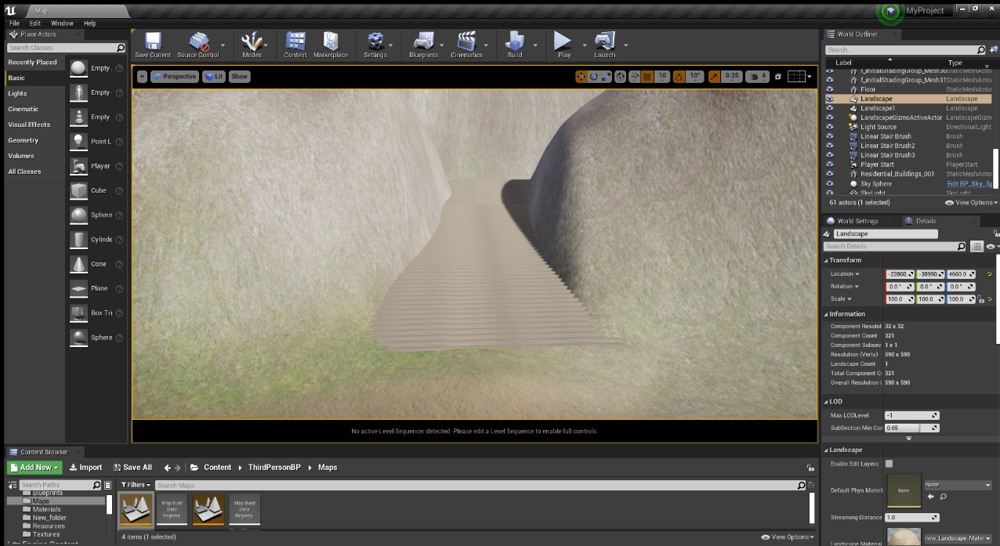 Map
MyProject
File Edit Window Help
Place Actors
Search Classes
Recently Placed
Basic
Lights
Cinematic
Visual Effects
Geometry
Volumes
All Classes
Empty
Empty
Empty
Point L
Player
Cube
Sphere
Cylinde
Cone
Plane
Box Tri
Sphere
Save Current Source Control Modes Content Marketplace Settings Blueprints Cinematics Build Play Launch
Perspective Lit Show 10 10° 0.25 4
No active Level Sequencer detected. Please edit a Level Sequence to enable full controls.
World Outliner
Search...
Label Type
f_initialShadingGroup_Mesh30 StaticMeshActo
f_initialShadingGroup_Mesh31 StaticMeshActo
Floor StaticMeshActo
Landscape Landscape
Landscape1 Landscape
LandscapeGizmoActiveActor LandscapeGizm
Light Source DirectionalLight
Linear Stair Brush Brush
Linear Stair Brush2 Brush
Linear Stair Brush3 Brush
Player Start PlayerStart
Residential_Buildings_001 StaticMeshActo
Sky Sphere Edit BP_Sky_Sp
SkyLight SkyLight
61 actors (1 selected) View Options
World Settings Details
Landscape
Search Details
Transform
Location -22800. -38990. 4660.0
Rotation 0.0° 0.0° 0.0°
Scale 100.0 100.0 100.0
Information
Component Resolut 32 x 32
Component Count 321
Component Subsec 1 x 1
Resolution (Verts) 590 x 590
Landscape Count 1
Total Component C 321
Overall Resolution ( 590 x 590
LOD
Max LODLevel -1
SubSection Min Cor 0.65
Landscape
Enable Edit Layers
Default Phys Materi None None
Streaming Distance 1.0
Landscape Material new_Landscape_Mater
Content Browser
Add New Import Save All Content ThirdPersonBP Maps
Search Paths
Filters Search Maps
Blueprints
Maps
Materials
New_folder
Resources
Textures
Engine Content
Map Build
Data
Registry
Map Build
Data
Registry
4 items (1 selected) View Options